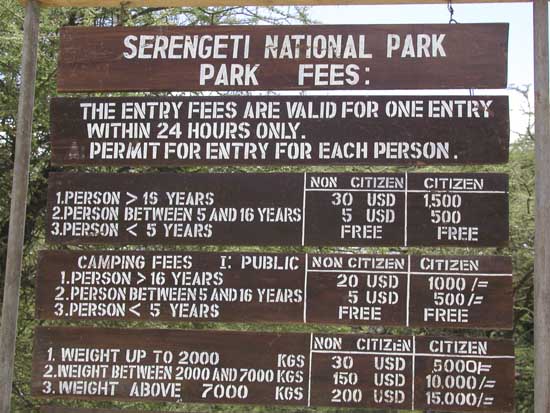 SERENGETI NATIONAL PARK
PARK FEES:
THE ENTRY FEES ARE VALID FOR ONE ENTRY
WITHIN 24 HOURS ONLY.
PERMIT FOR ENTRY FOR EACH PERSON.
NON CITIZEN CITIZEN
1.PERSON > 16 YEARS 30 USD 1,500
2.PERSON BETWEEN 5 AND 16 YEARS 5 USD 500
3.PERSON < 5 YEARS FREE FREE
CAMPING FEES I: PUBLIC NON CITIZEN CITIZEN
1.PERSON > 16 YEARS 20 USD 1000/=
2.PERSON BETWEEN 5 AND 16 YEARS 5 USD 500/=
3.PERSON < 5 YEARS FREE FREE
NON CITIZEN CITIZEN
1. WEIGHT UP TO 2000 KGS 30 USD 5000/=
2. WEIGHT BETWEEN 2000 AND 7000 KGS 150 USD 10,000/=
3. WEIGHT ABOVE 7000 KGS 200 USD 15,000/=